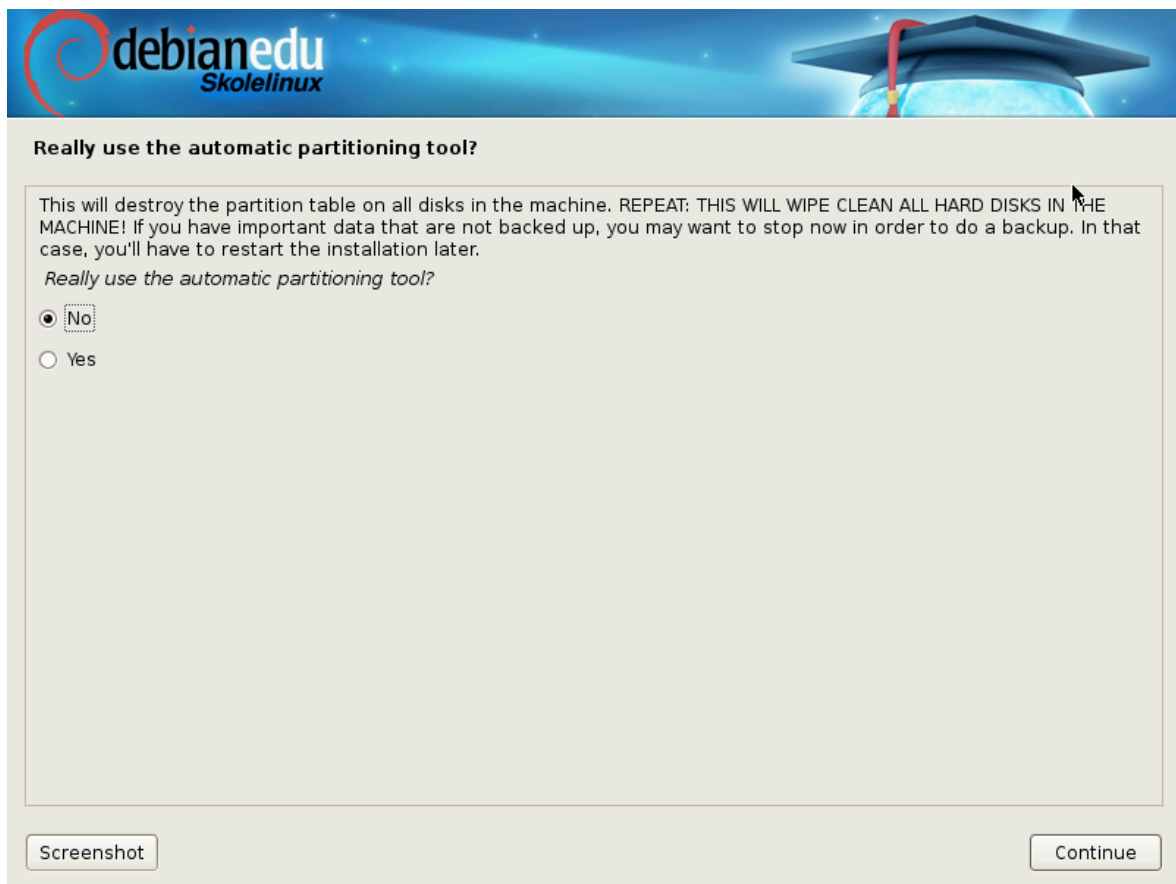 debianedu
Skolelinux
Really use the automatic partitioning tool?
This will destroy the partition table on all disks in the machine. REPEAT: THIS WILL WIPE CLEAN ALL HARD DISKS IN THE
MACHINE! If you have important data that are not backed up, you may want to stop now in order to do a backup. In that
case, you'll have to restart the installation later.
Really use the automatic partitioning tool?
No
Yes
Screenshot
Continue